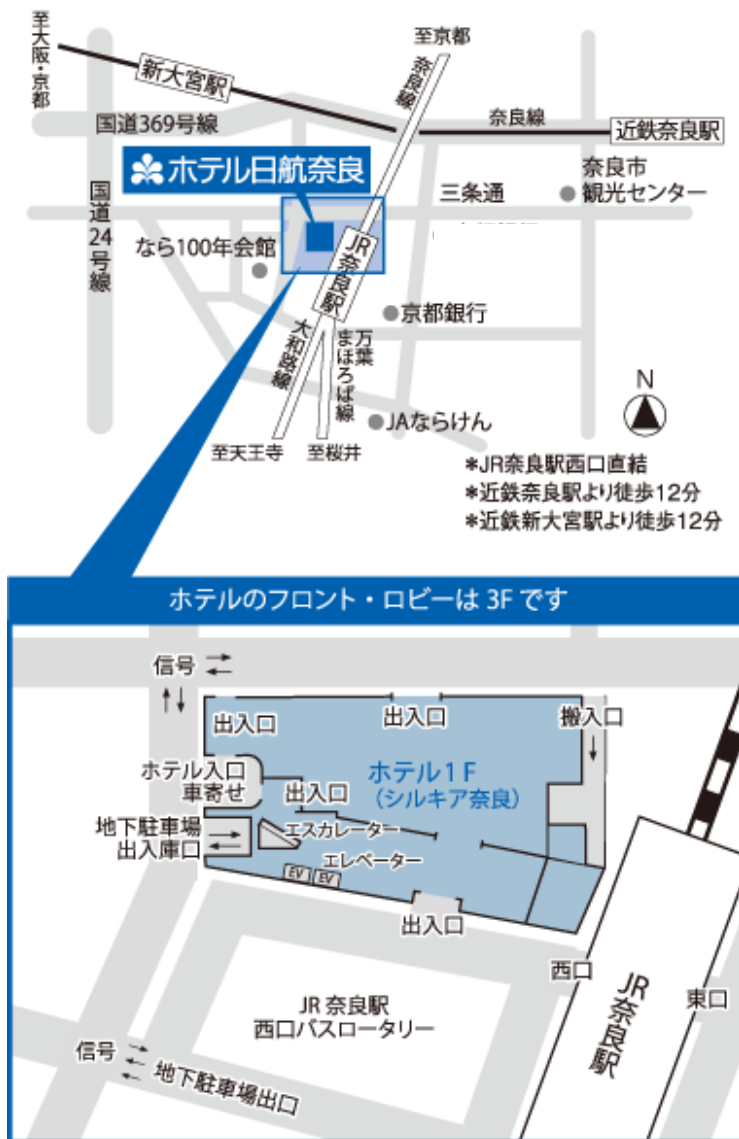 至大阪・京都
新大宮駅
国道369号線
国道24号線
至京都
奈良線
奈良線
近鉄奈良駅
ホテル日航奈良
三条通
奈良市
観光センター
なら100年会館
JR奈良駅
京都銀行
大和路線
万葉
まほろば線
JAならけん
至天王寺
至桜井
N
*JR奈良駅西口直結
*近鉄奈良駅より徒歩12分
*近鉄新大宮駅より徒歩12分
ホテルのフロント・ロビーは 3F です
信号
出入口
出入口
搬入口
ホテル入口
車寄せ
出入口
ホテル1F
(シルキア奈良)
地下駐車場
出入庫口
エスカレーター
エレベーター
EV
EV
出入口
西口
JR奈良駅
東口
JR 奈良駅
西口バスロータリー
信号
地下駐車場出口